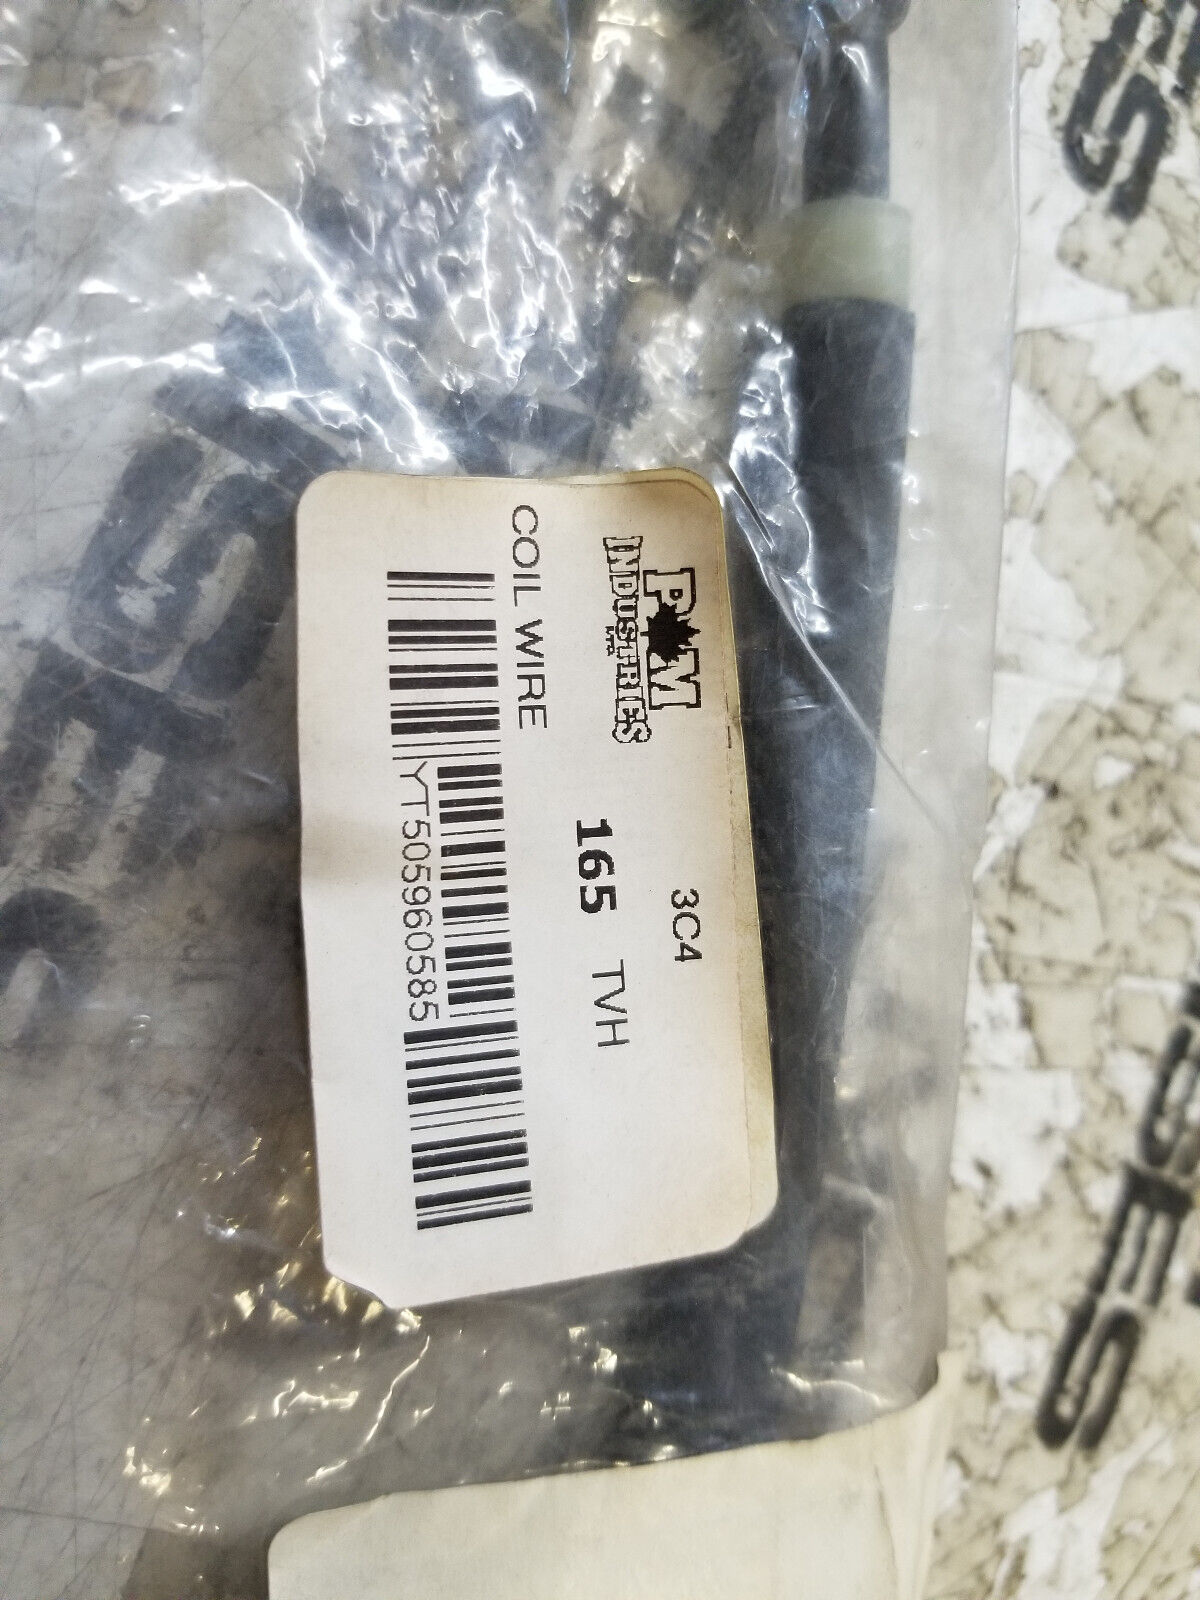 3C4
P M
INDUSTRIES
LTD
165 TVH
COIL WIRE
YT505960585